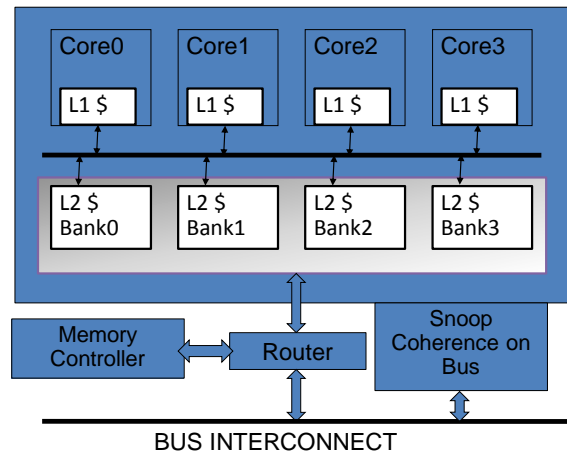 Core0 Core1 Core2 Core3
L1 $ L1 $ L1 $ L1 $
L2 $ L2 $ L2 $ L2 $
Bank0 Bank1 Bank2 Bank3
Memory
Controller
Router
Snoop
Coherence on
Bus
BUS INTERCONNECT